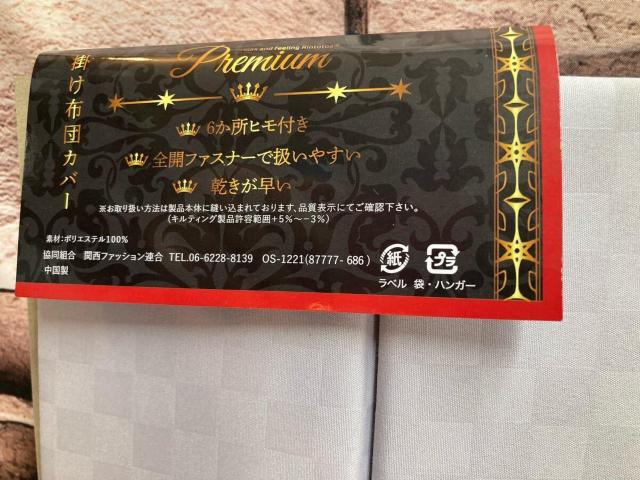 and Feeling
Premium
掛け布団カバー
6か所ヒモ付き
全開ファスナーで扱いやすい
乾きが早い
※お取り扱い方法は製品本体に縫い込まれております、品質表示にてご確認下さい。
(キルティング製品許容範囲+5%~-3%)
素材:ポリエステル100%
協同組合 関西ファッション連合 TEL.06-6228-8139 OS-1221(87777-686)
中国製
紙
プラ
ラベル 袋・ハンガー